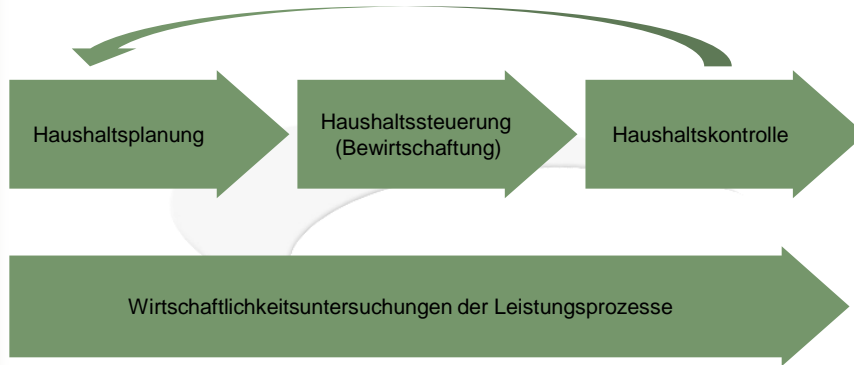 Haushaltsplanung
Haushaltssteuerung
(Bewirtschaftung)
Haushaltskontrolle
Wirtschaftlichkeitsuntersuchungen der Leistungsprozesse